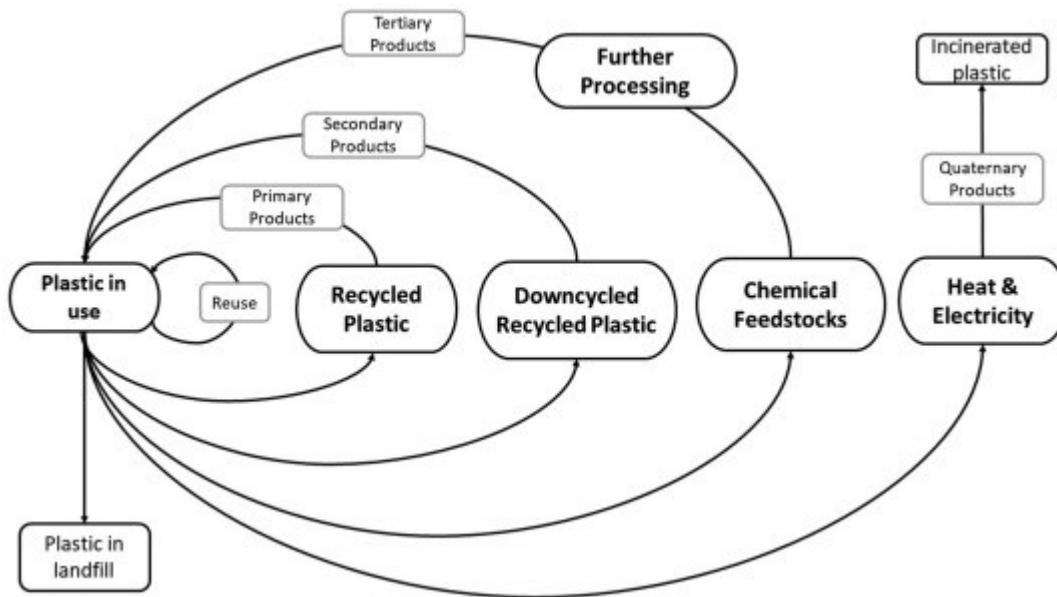 Tertiary
Products
Further
Processing
Incinerated
plastic
Secondary
Products
Quaternary
Products
Primary
Products
Plastic in
use
Reuse
Recycled
Plastic
Downcycled
Recycled Plastic
Chemical
Feedstocks
Heat &
Electricity
Plastic in
landfill